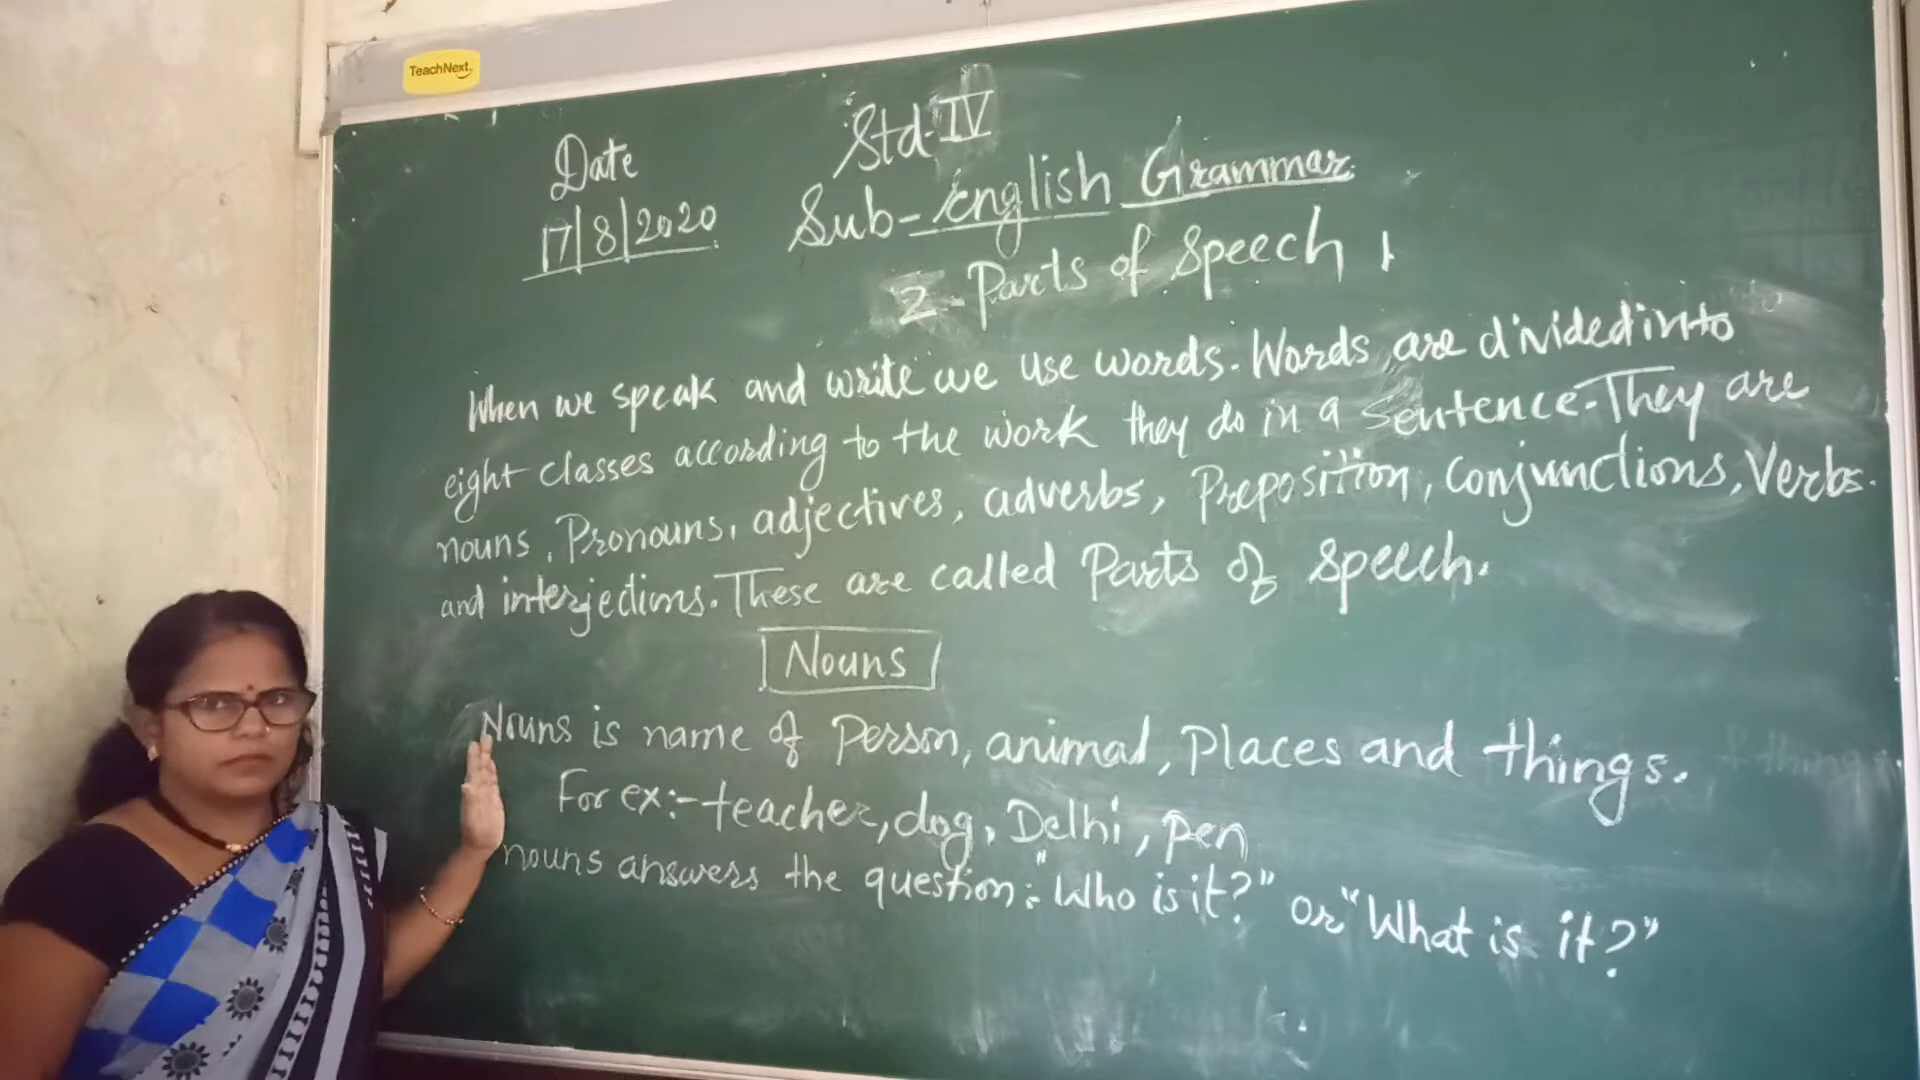 TeachNext
Std-IV
Date
17/8/2020
Sub-English Grammar
2-Parts of Speech
When we speak and write we use words. Words are divided into
eight classes according to the work they do in a sentence. They are
nouns, Pronouns, adjectives, adverbs, Preposition, Conjunctions, Verbs.
and interjections. These are called Parts of speech.
Nouns
Nouns is name of Person, animal, Places and things.
For ex:- teacher, dog, Delhi, pen
nouns answers the question:- "Who is it?" or "What is it?"